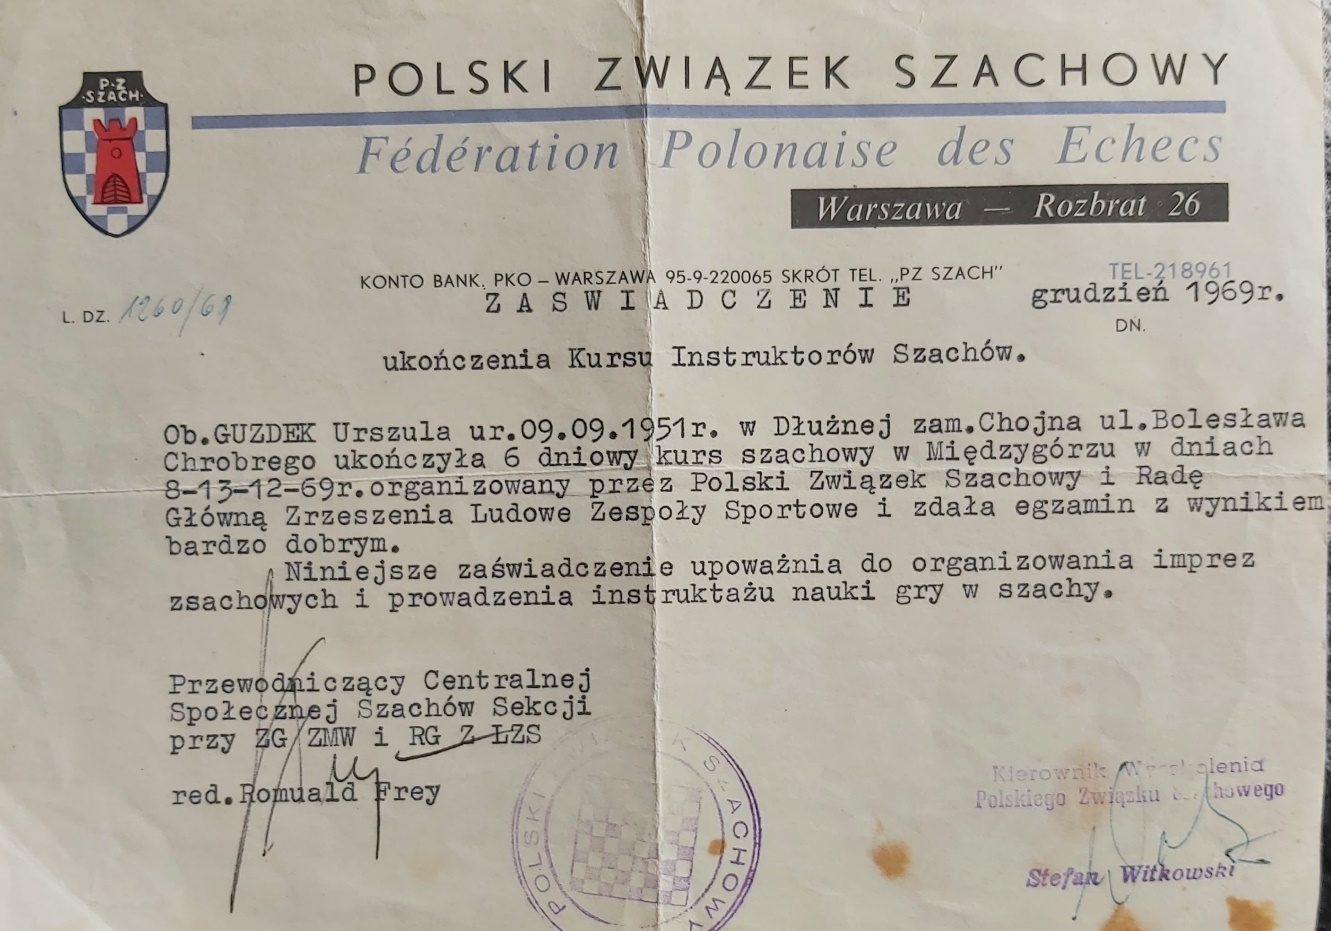 P·Z
·SZACH·
POLSKI ZWIĄZEK SZACHOWY
Fédération Polonaise des Echecs
Warszawa — Rozbrat 26
KONTO BANK. PKO – WARSZAWA 95-9-220065 SKRÓT TEL. „PZ SZACH"
TEL-218961
ZASWIADCZENIE
grudzień 1969r.
L. DZ. 1260/69
DŃ.
ukończenia Kursu Instruktorów Szachów.
Ob.GUZDEK Urszula ur.09.09.1951r. w Dłużnej zam.Chojna ul.Bolesława
Chrobrego ukończyła 6 dniowy kurs szachowy w Międzygórzu w dniach
8-13-12-69r.organizowany przez Polski Związek Szachowy i Radę
Główną Zrzeszenia Ludowe Zespoły Sportowe i zdała egzamin z wynikiem
bardzo dobrym.
Niniejsze zaświadczenie upoważnia do organizowania imprez
zsachowych i prowadzenia instruktażu nauki gry w szachy.
Przewodniczący Centralnej
Społecznej Szachów Sekcji
przy ZG ZMW i RG Z LZS
red.Romuald Frey
POLSKI SZACHOWY
Kierownik
Polskiego Związku
Stefan Witkowski